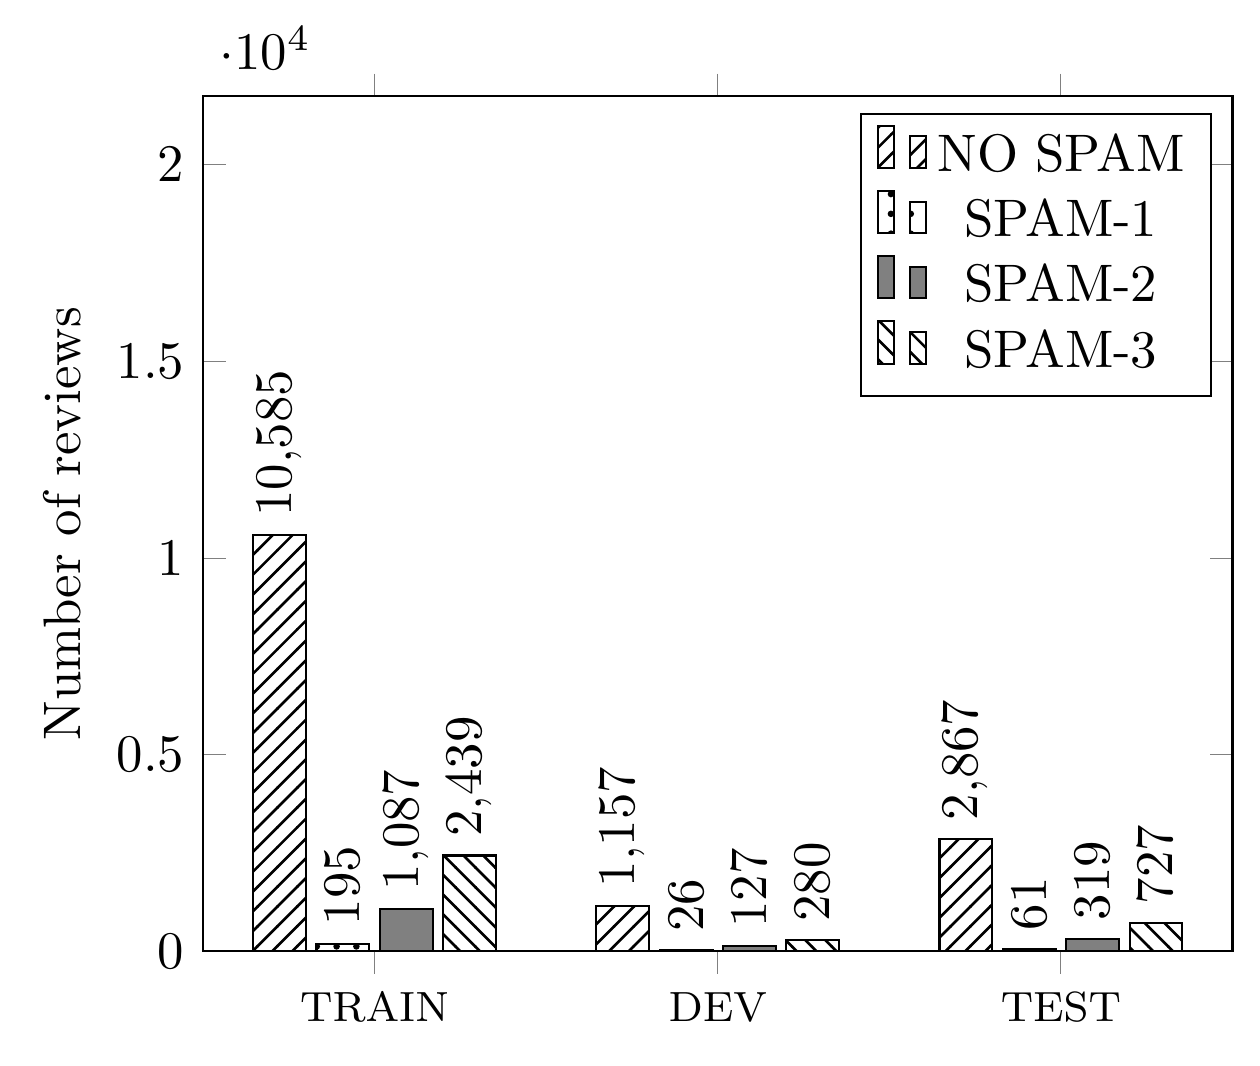 ·10⁴
2
1.5
1
0.5
0
Number of reviews
NO SPAM
SPAM-1
SPAM-2
SPAM-3
10,585
195
1,087
2,439
1,157
26
127
280
2,867
61
319
727
TRAIN
DEV
TEST